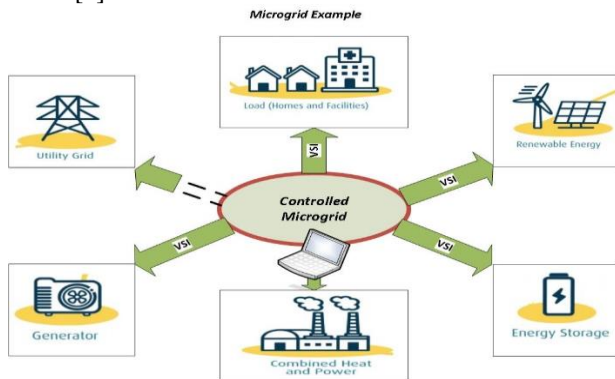 Microgrid Example
Load (Homes and Facilities)
Utility Grid
Renewable Energy
VSI
VSI
Controlled
Microgrid
VSI
VSI
Generator
Combined Heat
and Power
Energy Storage